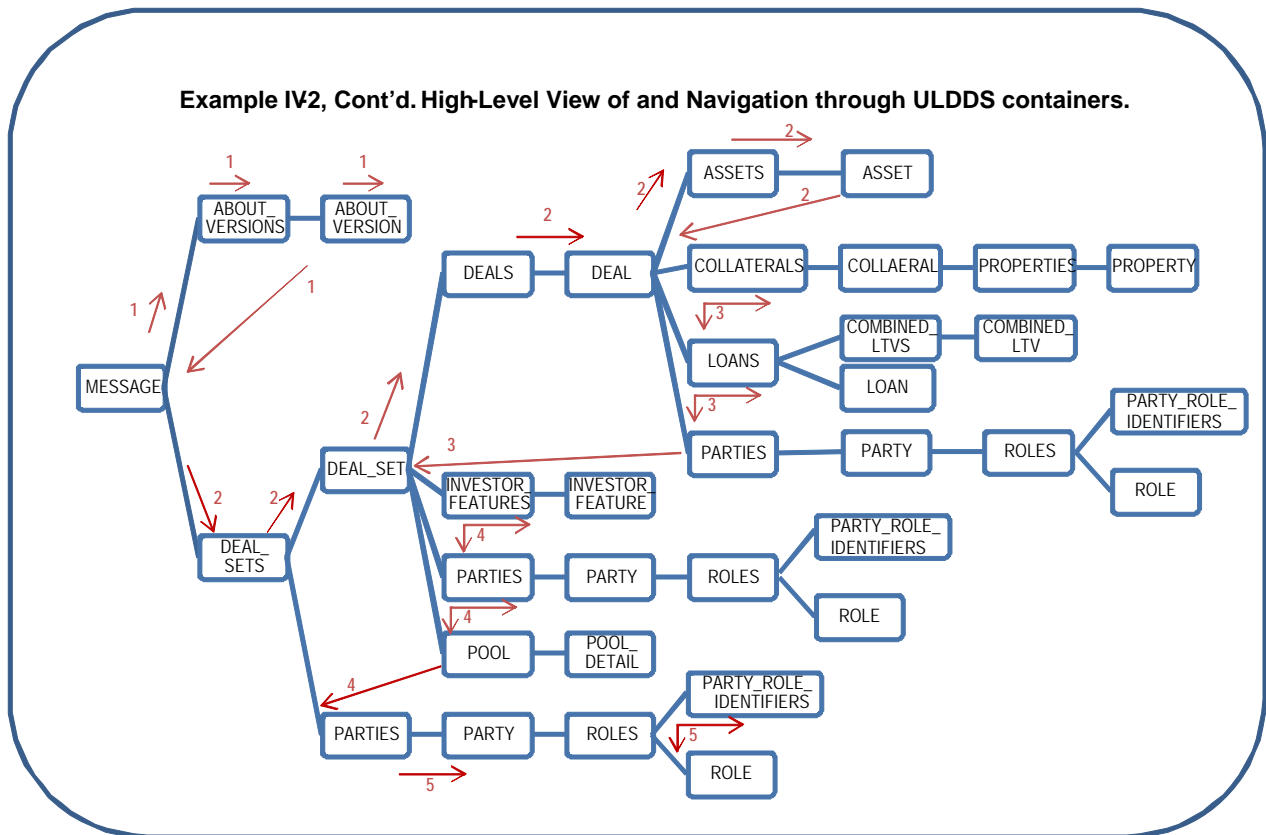 Example IV-2, Cont'd. High-Level View of and Navigation through ULDDS containers.
2
ASSETS
ASSET
1
1
2
2
ABOUT_
VERSIONS
ABOUT_
VERSION
2
DEALS
DEAL
COLLATERALS
COLLAERAL
PROPERTIES
PROPERTY
1
1
3
COMBINED_
LTVS
COMBINED_
LTV
LOANS
LOAN
MESSAGE
2
3
PARTY_ROLE_
IDENTIFIERS
3
PARTIES
PARTY
ROLES
ROLE
DEAL_SET
INVESTOR_
FEATURES
INVESTOR_
FEATURE
2
2
4
PARTY_ROLE_
IDENTIFIERS
DEAL_
SETS
PARTIES
PARTY
ROLES
ROLE
4
POOL
POOL_
DETAIL
4
PARTY_ROLE_
IDENTIFIERS
PARTIES
PARTY
ROLES
5
ROLE
5